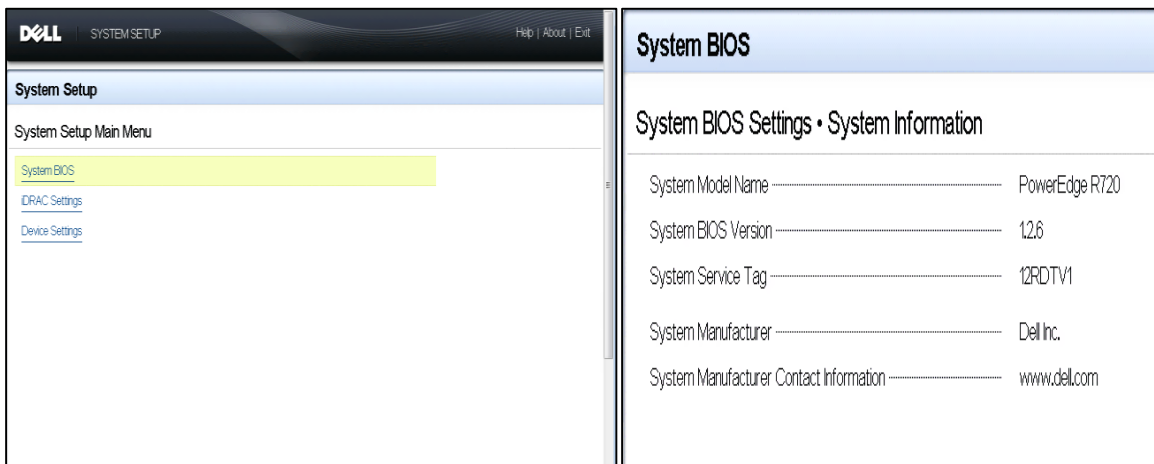 DELL SYSTEM SETUP Help | About | Exit
System Setup
System Setup Main Menu
System BIOS
iDRAC Settings
Device Settings
System BIOS
System BIOS Settings • System Information
System Model Name PowerEdge R720
System BIOS Version 1.2.6
System Service Tag 12RDTV1
System Manufacturer Dell Inc.
System Manufacturer Contact Information www.dell.com